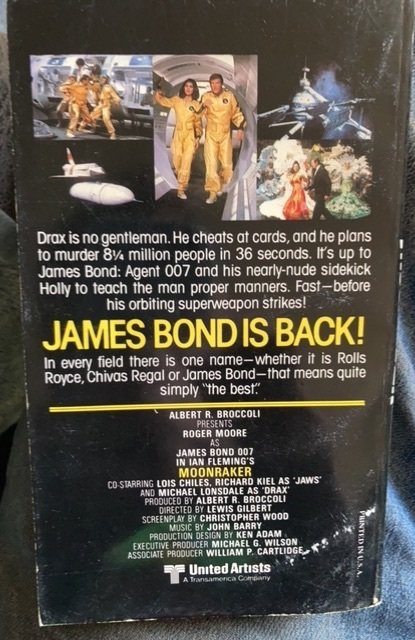 Drax is no gentleman. He cheats at cards, and he plans
to murder 8¼ million people in 36 seconds. It's up to
James Bond: Agent 007 and his nearly-nude sidekick
Holly to teach the man proper manners. Fast—before
his orbiting superweapon strikes!
JAMES BOND IS BACK!
In every field there is one name—whether it is Rolls
Royce, Chivas Regal or James Bond—that means quite
simply "the best."
ALBERT R. BROCCOLI
PRESENTS
ROGER MOORE
AS
JAMES BOND 007
IN IAN FLEMING'S
MOONRAKER
CO-STARRING LOIS CHILES, RICHARD KIEL AS 'JAWS'
AND MICHAEL LONSDALE AS 'DRAX'
PRODUCED BY ALBERT R. BROCCOLI
DIRECTED BY LEWIS GILBERT
SCREENPLAY BY CHRISTOPHER WOOD
MUSIC BY JOHN BARRY
PRODUCTION DESIGN BY KEN ADAM
EXECUTIVE PRODUCER MICHAEL G. WILSON
ASSOCIATE PRODUCER WILLIAM P. CARTLIDGE
United Artists
A Transamerica Company
PRINTED IN U.S.A.